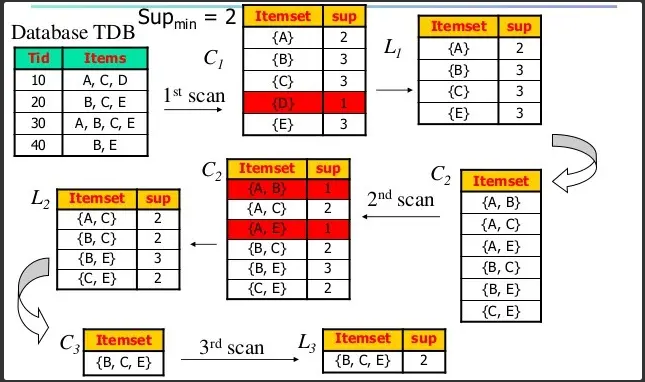 Database TDB
Sup min = 2
Tid Items
10 A, C, D
20 B, C, E
30 A, B, C, E
40 B, E
1st scan
C1
Itemset sup
{A} 2
{B} 3
{C} 3
{D} 1
{E} 3
L1
Itemset sup
{A} 2
{B} 3
{C} 3
{E} 3
C2
Itemset
{A, B}
{A, C}
{A, E}
{B, C}
{B, E}
{C, E}
2nd scan
C2
Itemset sup
{A, B} 1
{A, C} 2
{A, E} 1
{B, C} 2
{B, E} 3
{C, E} 2
L2
Itemset sup
{A, C} 2
{B, C} 2
{B, E} 3
{C, E} 2
C3
Itemset
{B, C, E}
3rd scan
L3
Itemset sup
{B, C, E} 2